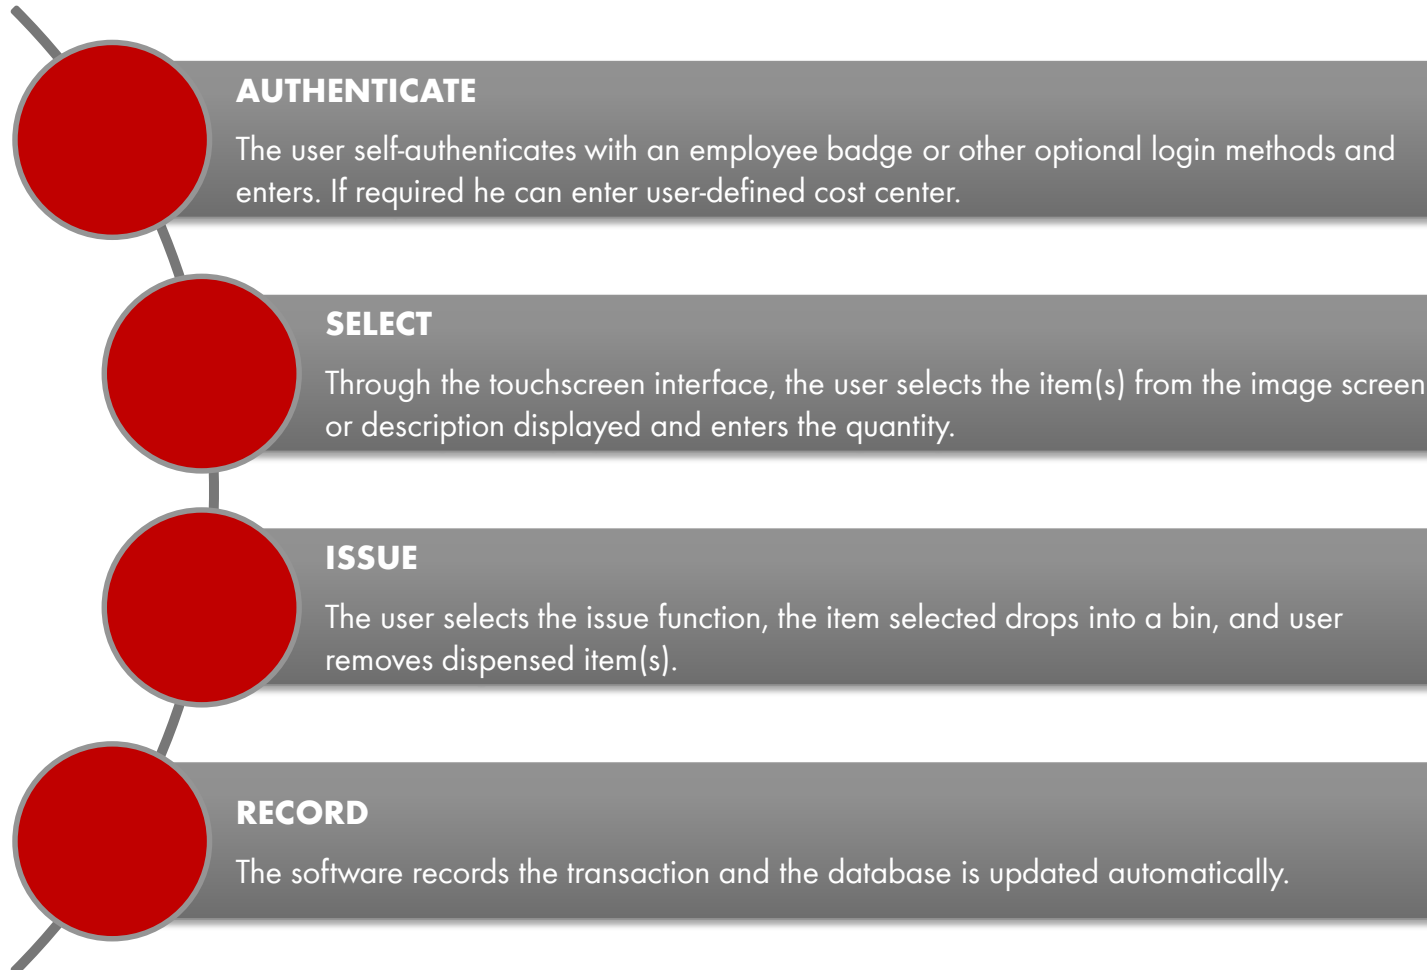 AUTHENTICATE
The user self-authenticates with an employee badge or other optional login methods and
enters. If required he can enter user-defined cost center.
SELECT
Through the touchscreen interface, the user selects the item(s) from the image screen
or description displayed and enters the quantity.
ISSUE
The user selects the issue function, the item selected drops into a bin, and user
removes dispensed item(s).
RECORD
The software records the transaction and the database is updated automatically.